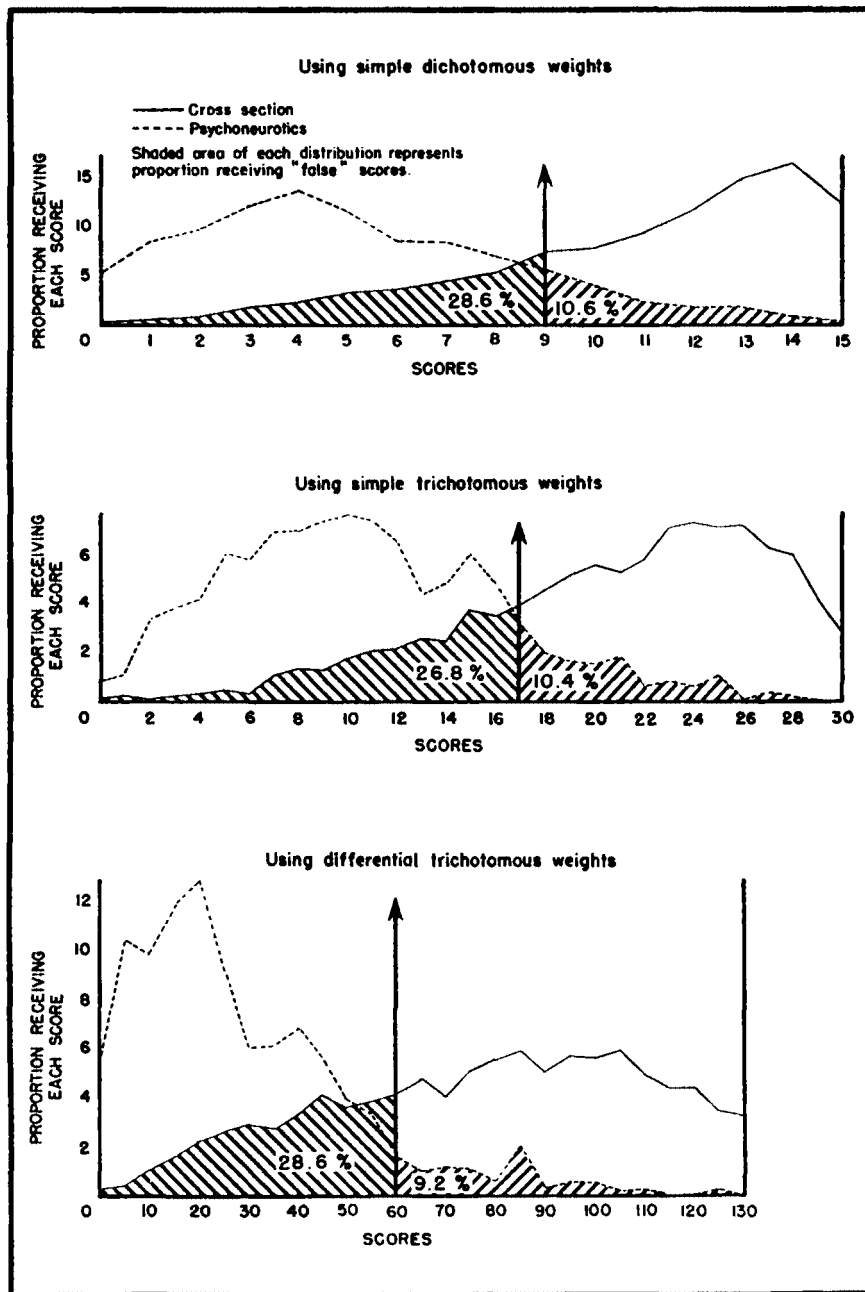 Using simple dichotomous weights
Cross section
Psychoneurotics
Shaded area of each distribution represents
proportion receiving "false" scores.
PROPORTION RECEIVING
EACH SCORE
15
10
5
0
28.6 %
10.6 %
1 2 3 4 5 6 7 8 9 10 11 12 13 14 15
SCORES
Using simple trichotomous weights
PROPORTION RECEIVING
EACH SCORE
6
4
2
0
26.8 %
10.4 %
2 4 6 8 10 12 14 16 18 20 22 24 26 28 30
SCORES
Using differential trichotomous weights
PROPORTION RECEIVING
EACH SCORE
12
10
8
6
4
2
0
28.6 %
9.2 %
10 20 30 40 50 60 70 80 90 100 110 120 130
SCORES